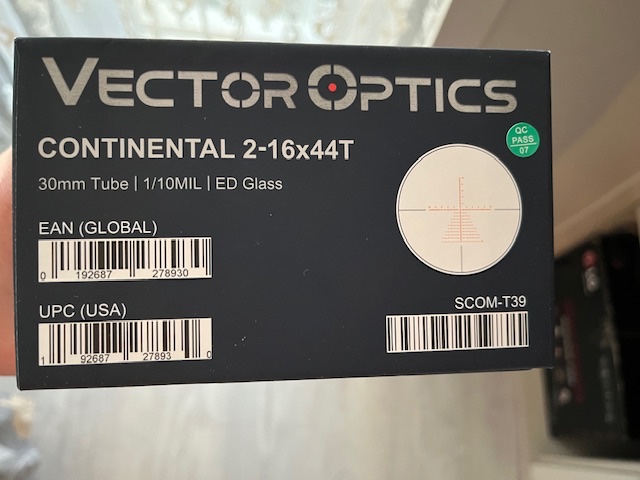 VECTOR OPTICS
CONTINENTAL 2-16x44T
QC
PASS
07
30mm Tube | 1/10MIL | ED Glass
EAN (GLOBAL)
0 192687 278930
UPC (USA)
1 92687 27893 0
SCOM-T39